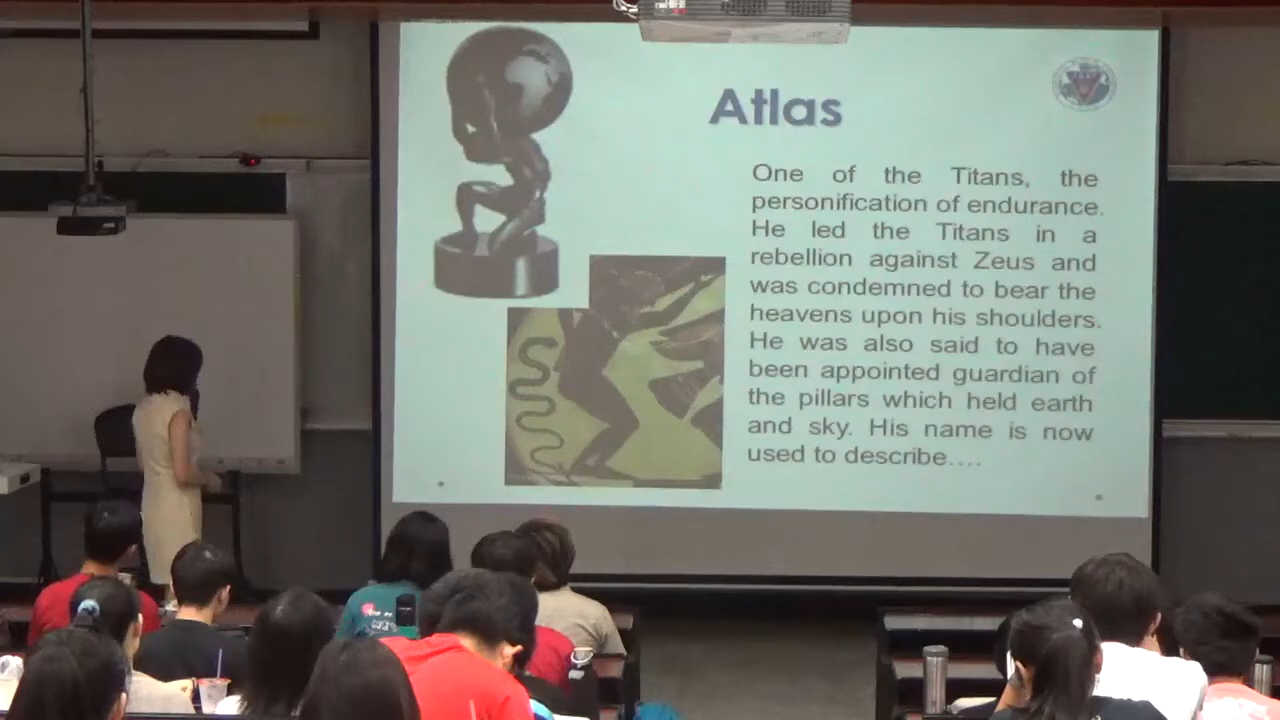 Atlas
One of the Titans, the
personification of endurance.
He led the Titans in a
rebellion against Zeus and
was condemned to bear the
heavens upon his shoulders.
He was also said to have
been appointed guardian of
the pillars which held earth
and sky. His name is now
used to describe....